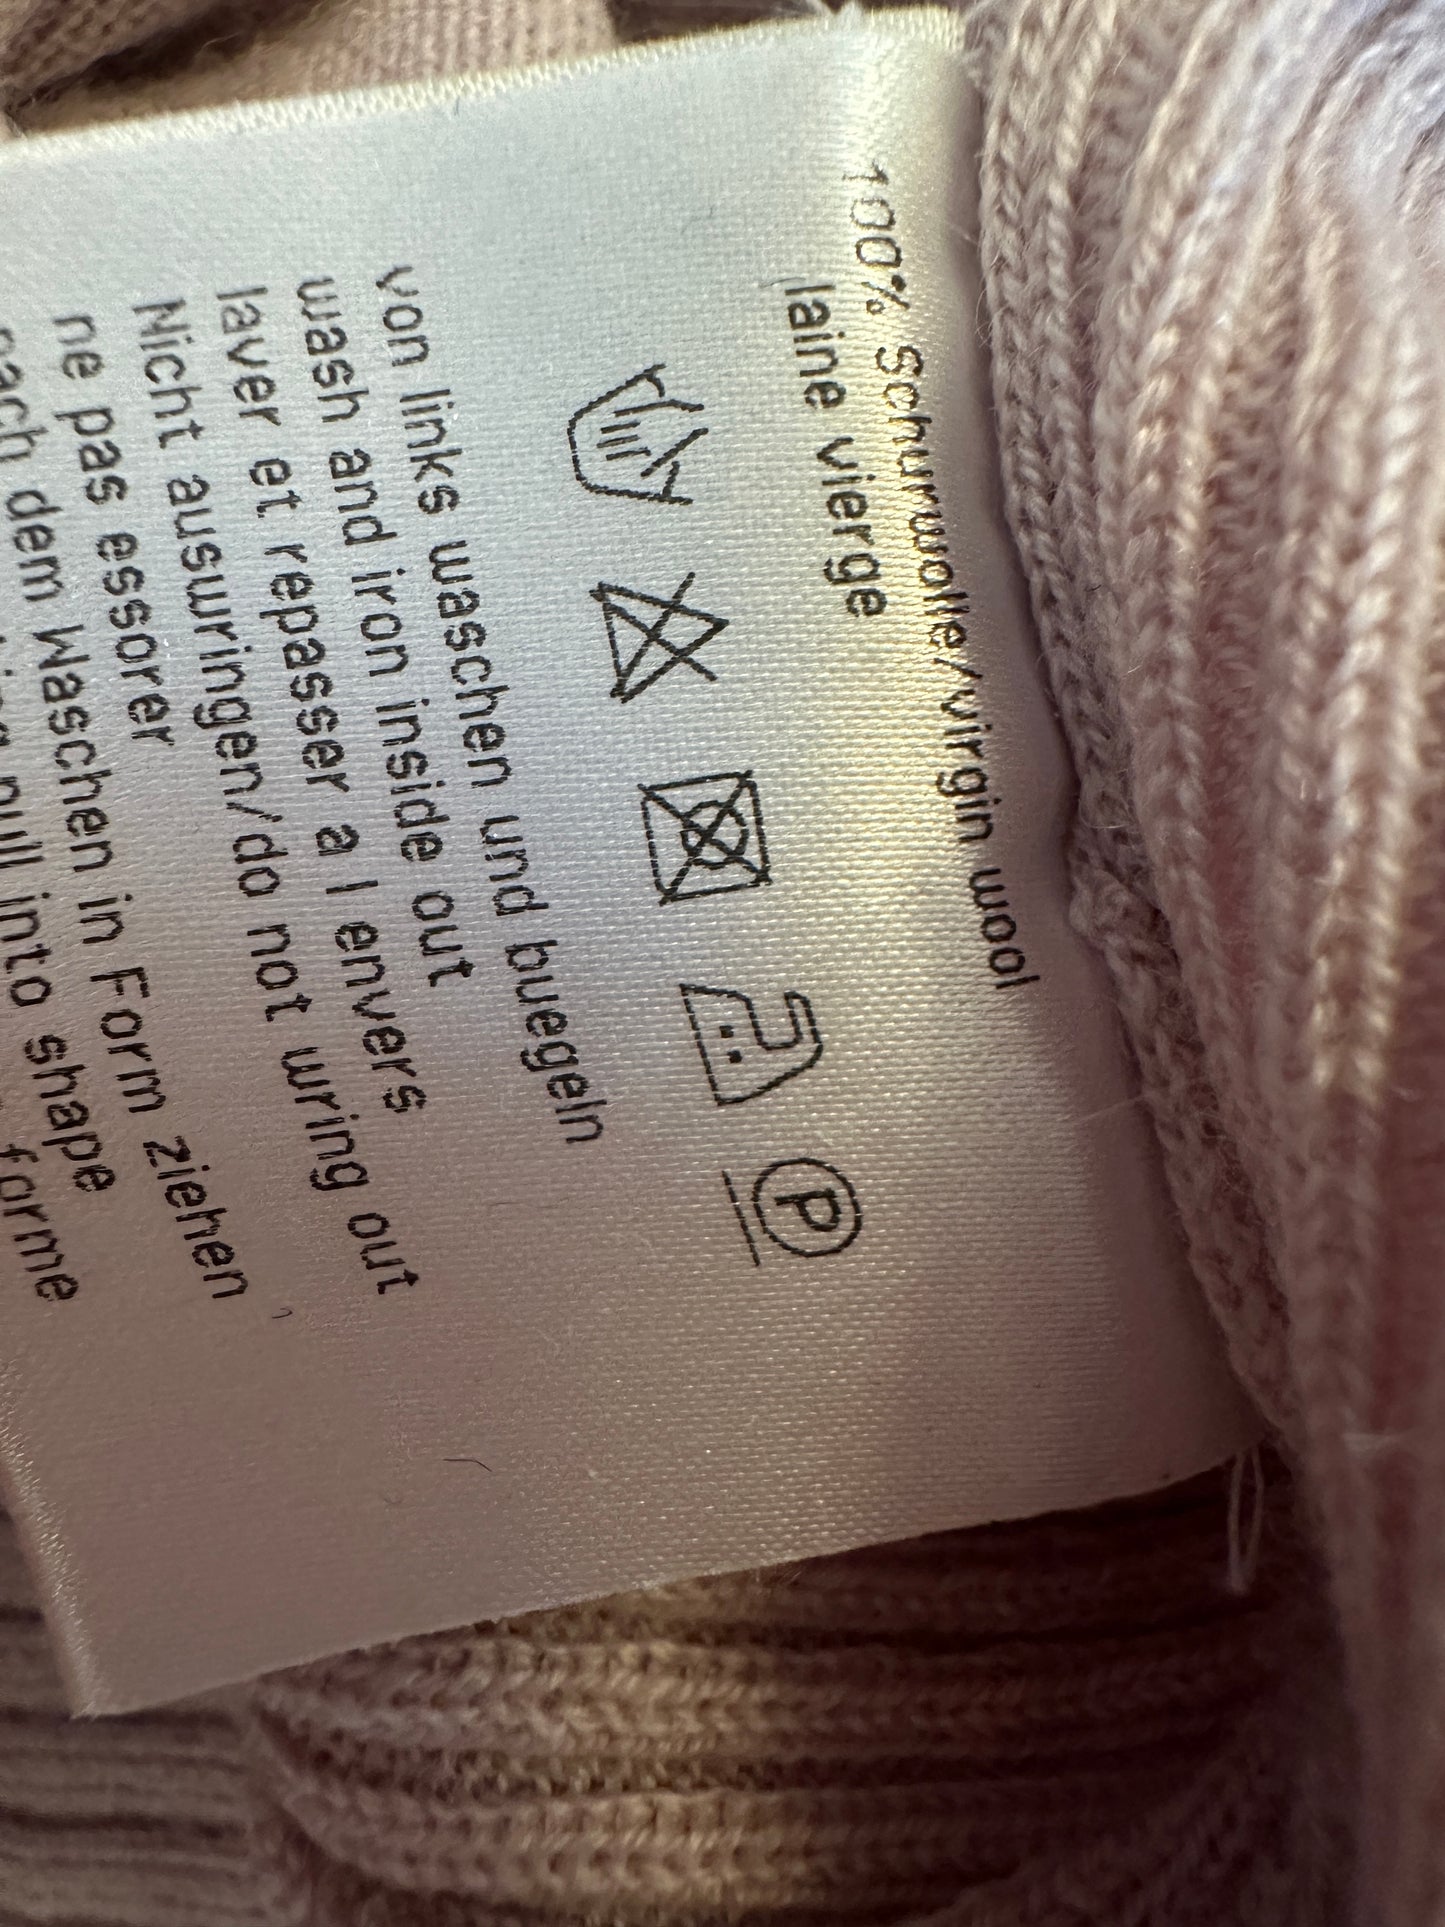 100% Schurwolle/virgin wool
laine vierge
P
von links waschen und buegeln
wash and iron inside out
laver et repasser a l envers
Nicht auswringen/do not wring out
ne pas essorer
nach dem Waschen in Form ziehen
pull into shape
forme